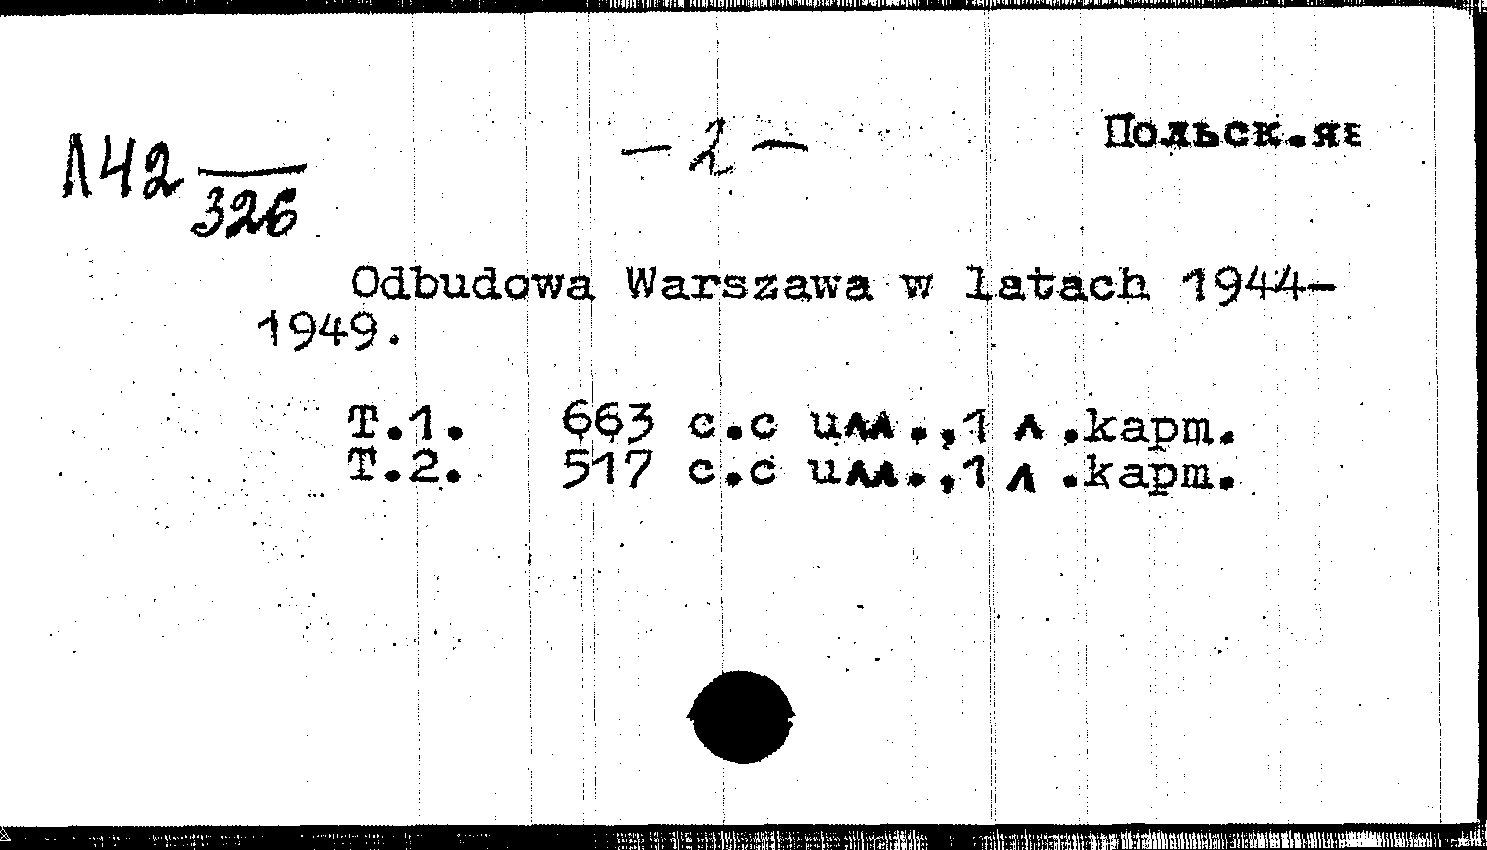 Л42 – 2 – Польск.яз
326
Odbudowa Warszawa w latach 1944-
1949.
T.1. 663 c.c илл.,1 л.карт.
T.2. 517 c.c илл.,1 л.карт.